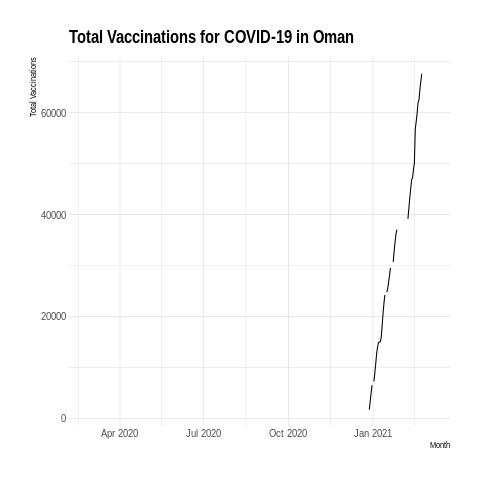 Total Vaccinations for COVID-19 in Oman
Total Vaccinations
60000
40000
20000
0
Apr 2020 Jul 2020 Oct 2020 Jan 2021
Month